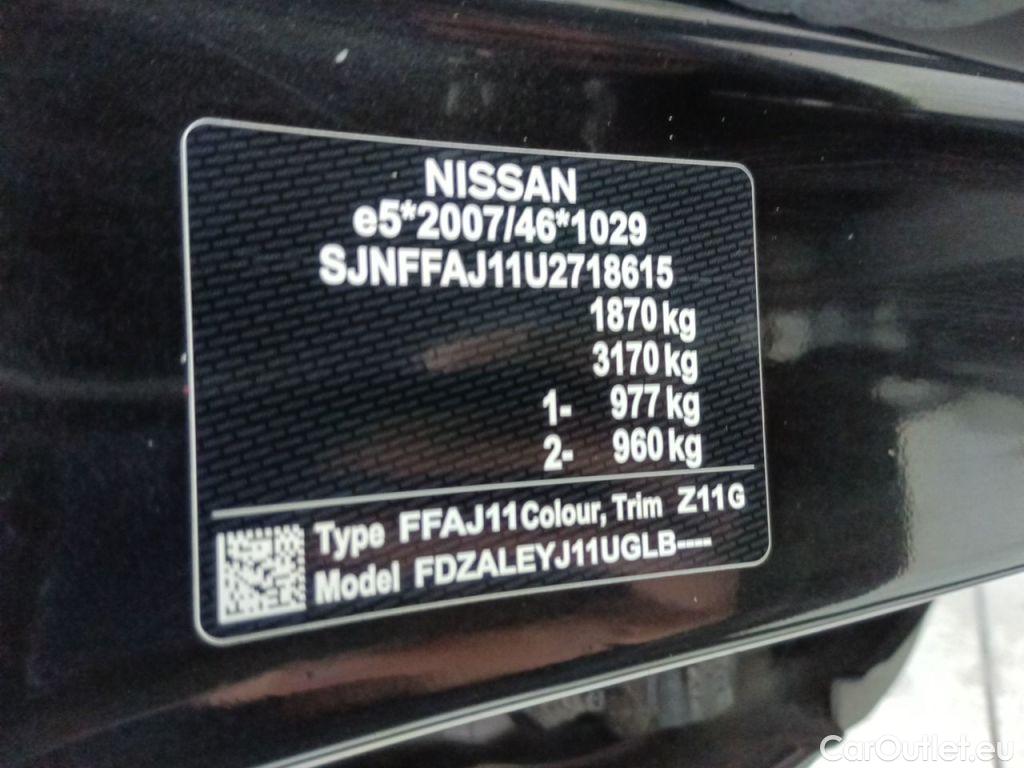 NISSAN
e5*2007/46*1029
SJNFFAJ11U2718615
1870 kg
3170 kg
1- 977 kg
2- 960 kg
Type FFAJ11 Colour, Trim Z11G
Model FDZALEYJ11UGLB----
CarOutlet.eu